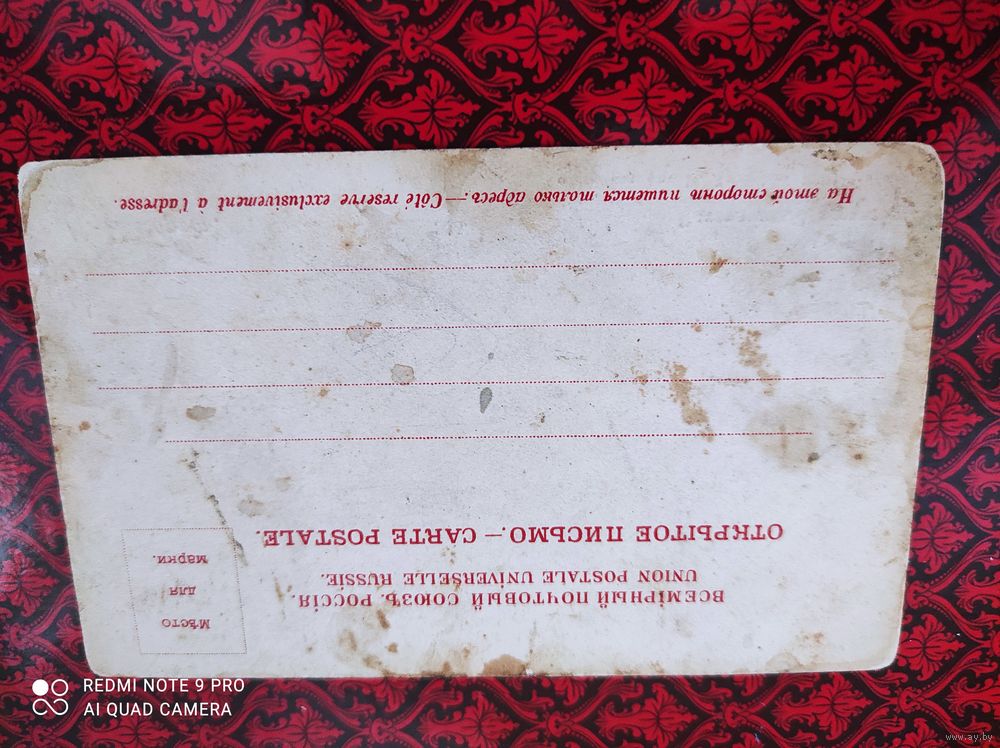 ВСЕМІРНЫЙ ПОЧТОВЫЙ СОЮЗЪ. РОССІЯ.
UNION POSTALE UNIVERSELLE RUSSIE.
ОТКРЫТОЕ ПИСЬМО. — CARTE POSTALE.
Мѣсто
для
марки.
На этой сторонѣ пишется только адресъ. — Côté reservé exclusivement à l'adresse.
REDMI NOTE 9 PRO
AI QUAD CAMERA
www.ay.by